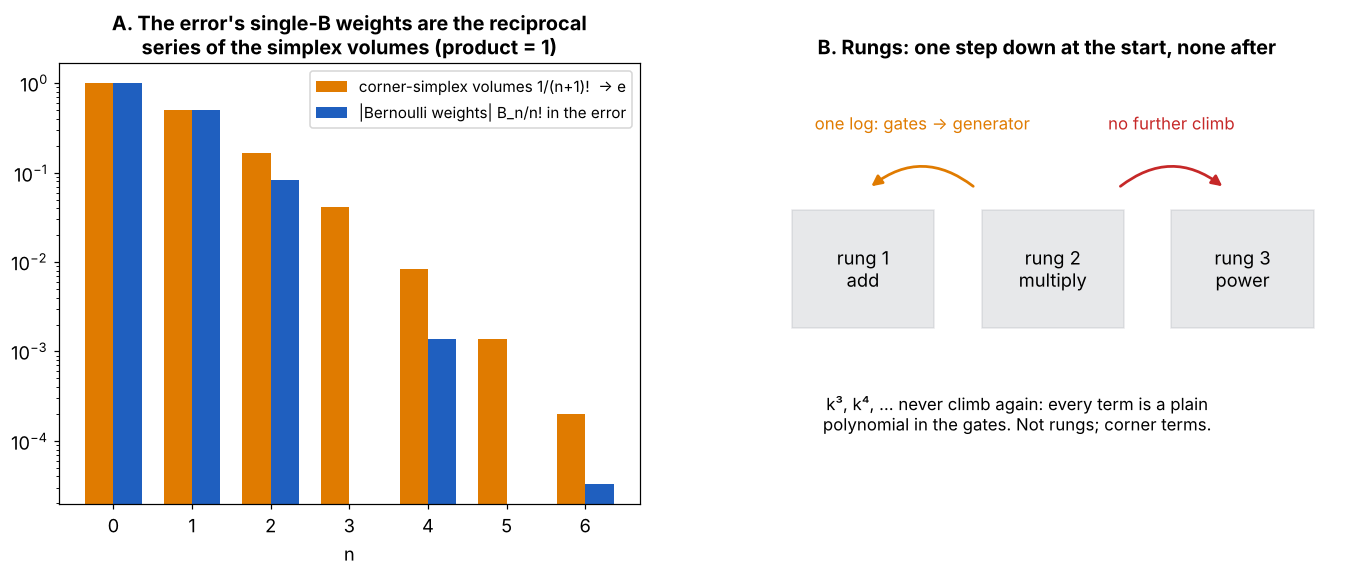 A. The error's single-B weights are the reciprocal
series of the simplex volumes (product = 1)
corner-simplex volumes 1/(n+1)! → e
|Bernoulli weights| B_n/n! in the error
10⁰
10⁻¹
10⁻²
10⁻³
10⁻⁴
0 1 2 3 4 5 6
n
B. Rungs: one step down at the start, none after
one log: gates → generator
no further climb
rung 1
add
rung 2
multiply
rung 3
power
k³, k⁴, ... never climb again: every term is a plain
polynomial in the gates. Not rungs; corner terms.